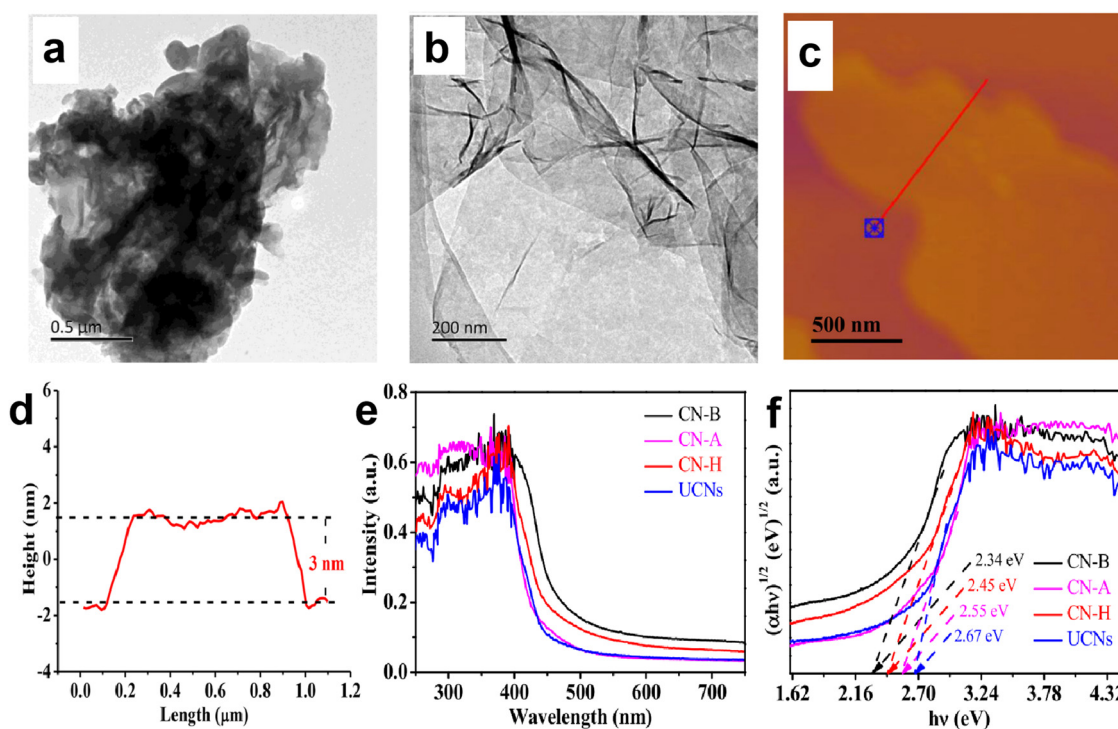 a
0.5 µm
b
200 nm
c
500 nm
d
Height (nm)
6
4
2
0
-2
-4
3 nm
0.0 0.2 0.4 0.6 0.8 1.0 1.2
Length (µm)
e
Intensity (a.u.)
0.8
0.6
0.4
0.2
0.0
CN-B
CN-A
CN-H
UCNs
300 400 500 600 700
Wavelength (nm)
f
(αhν)1/2 (eV)1/2 (a.u.)
2.34 eV
2.45 eV
2.55 eV
2.67 eV
CN-B
CN-A
CN-H
UCNs
1.62 2.16 2.70 3.24 3.78 4.32
hν (eV)